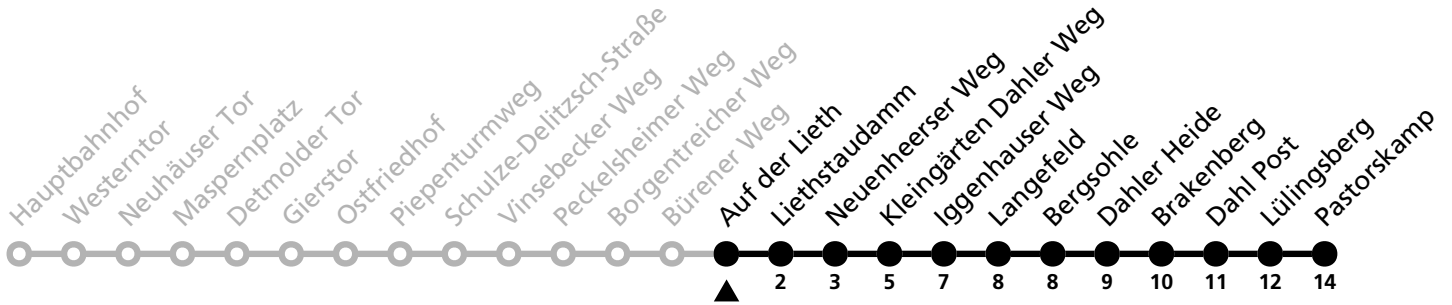 Hauptbahnhof
Westerntor
Neuhäuser Tor
Maspernplatz
Detmolder Tor
Gierstor
Ostfriedhof
Piepenturmweg
Schulze-Delitzsch-Straße
Vinsebecker Weg
Peckelsheimer Weg
Borgentreicher Weg
Bürener Weg
Auf der Lieth
Liethstaudamm
Neuenheerser Weg
Kleingärten Dahler Weg
Iggenhauser Weg
Langefeld
Bergsohle
Dahler Heide
Brakenberg
Dahl Post
Lülingsberg
Pastorskamp
2 3 5 7 8 8 9 10 11 12 14